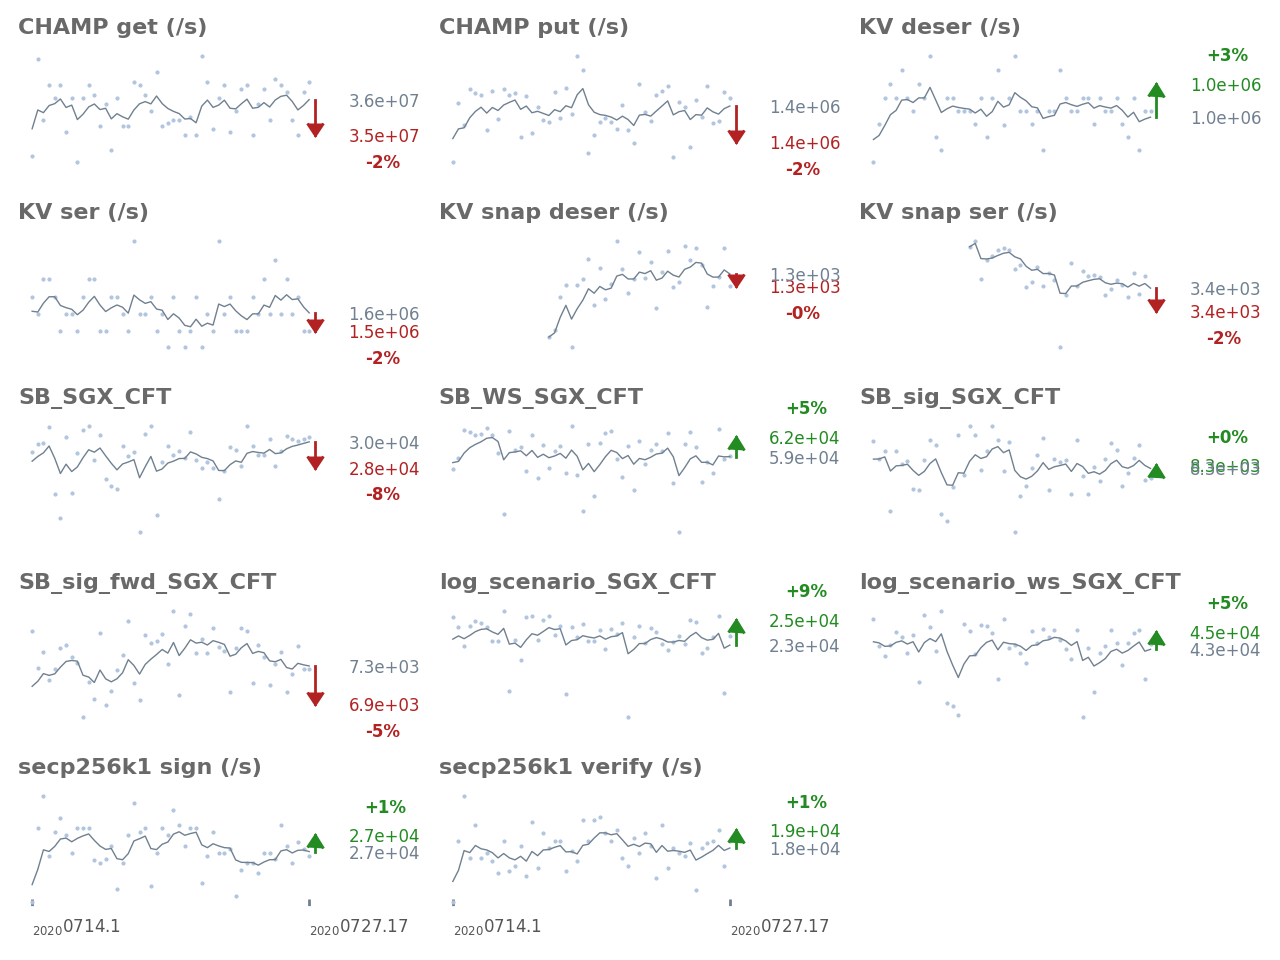 CHAMP get (/s)
3.6e+07
3.5e+07
-2%
CHAMP put (/s)
1.4e+06
1.4e+06
-2%
KV deser (/s)
+3%
1.0e+06
1.0e+06
KV ser (/s)
1.6e+06
1.5e+06
-2%
KV snap deser (/s)
1.3e+03
1.3e+03
-0%
KV snap ser (/s)
3.4e+03
3.4e+03
-2%
SB_SGX_CFT
3.0e+04
2.8e+04
-8%
SB_WS_SGX_CFT
+5%
6.2e+04
5.9e+04
SB_sig_SGX_CFT
+0%
8.3e+03
8.3e+03
SB_sig_fwd_SGX_CFT
7.3e+03
6.9e+03
-5%
log_scenario_SGX_CFT
+9%
2.5e+04
2.3e+04
log_scenario_ws_SGX_CFT
+5%
4.5e+04
4.3e+04
secp256k1 sign (/s)
+1%
2.7e+04
2.7e+04
secp256k1 verify (/s)
+1%
1.9e+04
1.8e+04
20200714.1
20200727.17
20200714.1
20200727.17